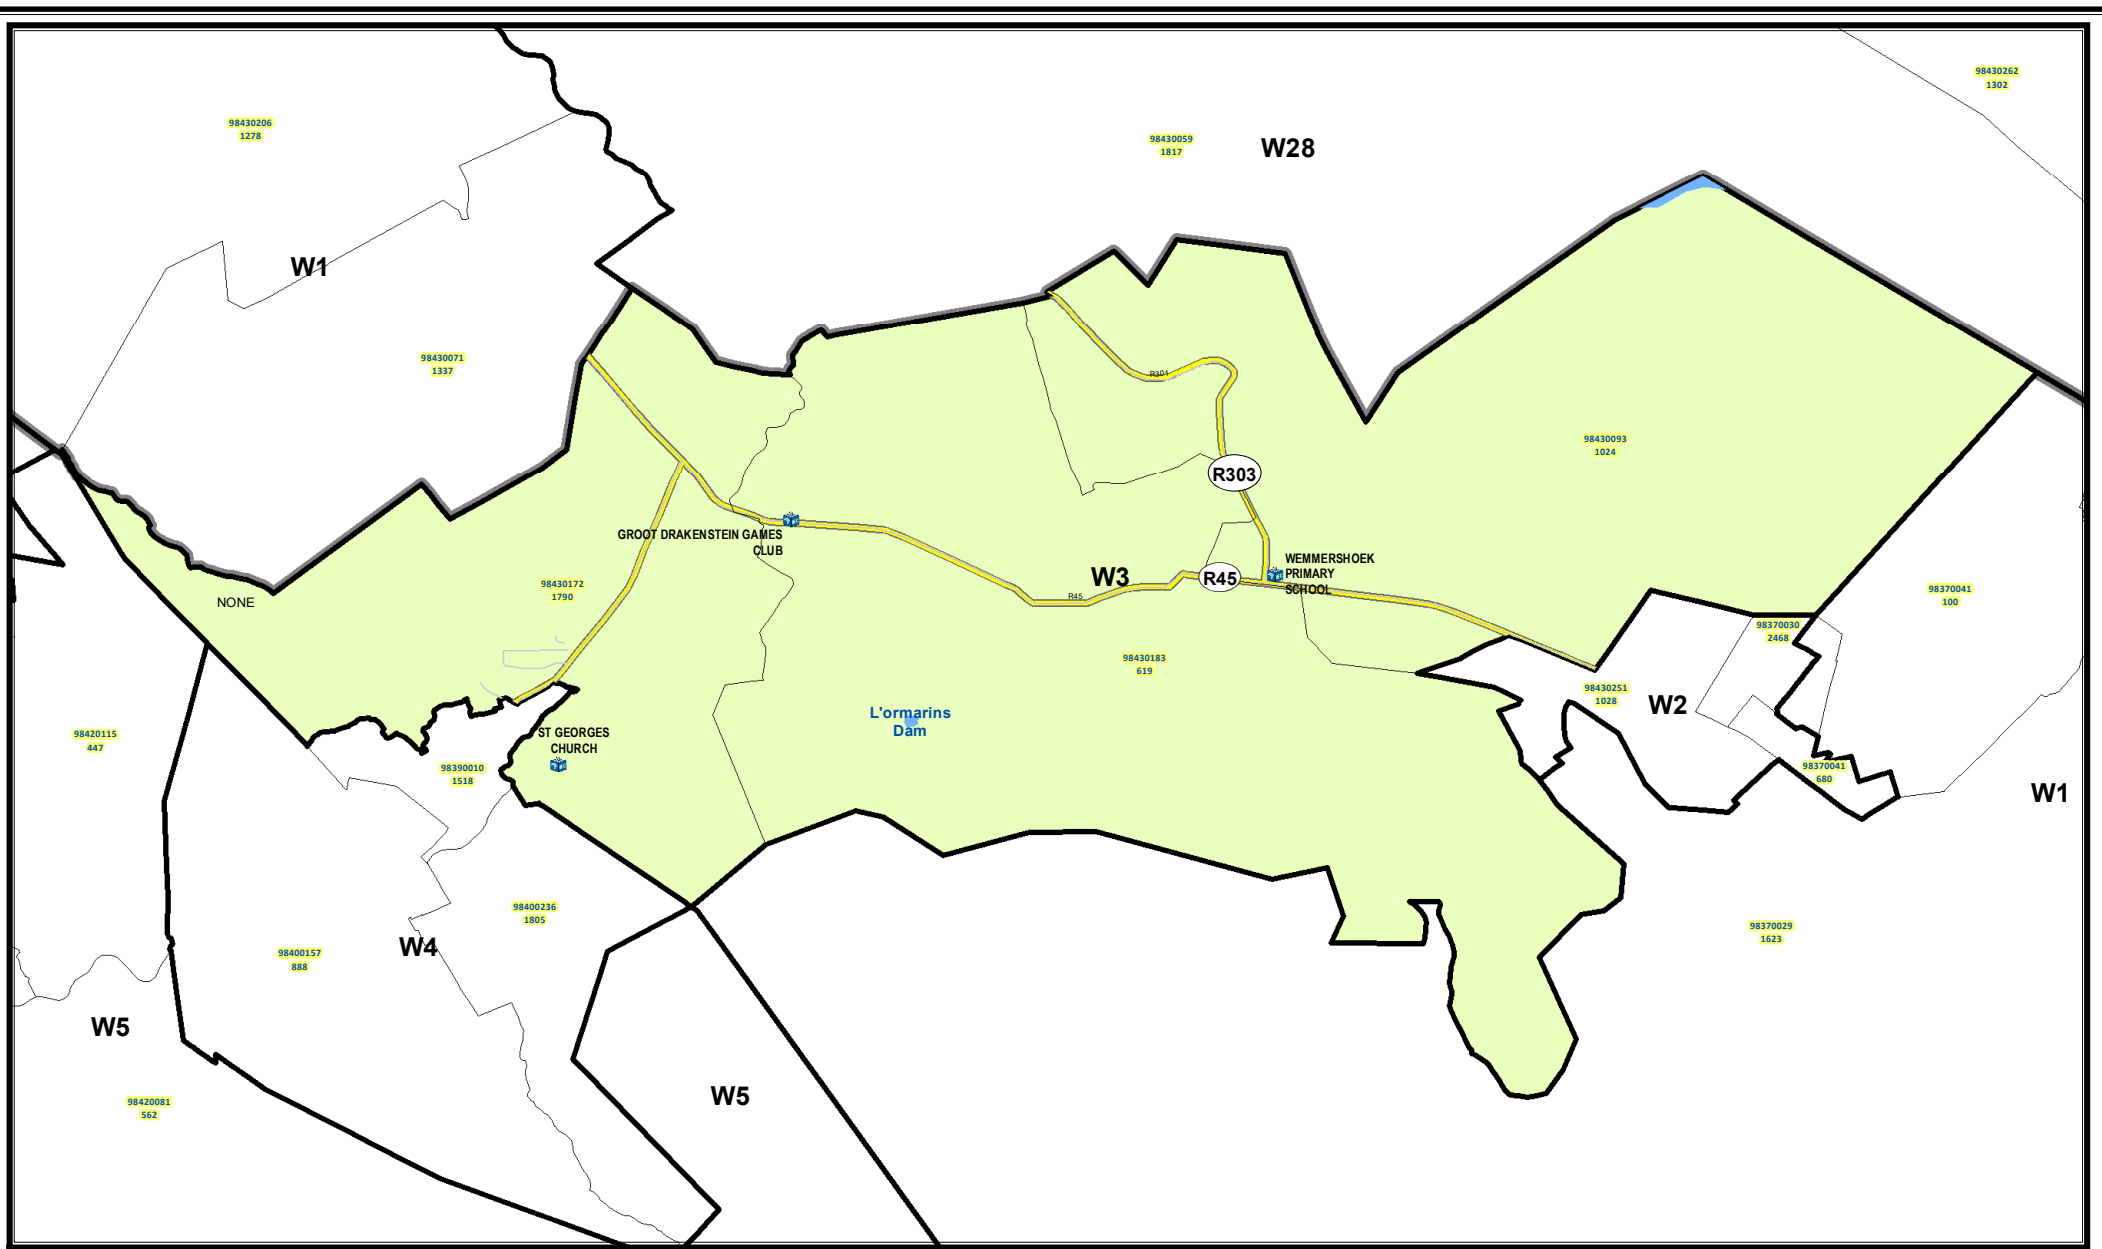 98430262
1302
98430206
1278
98430059
1817
W28
W1
98430071
1337
R301
98430093
1024
R303
GROOT DRAKENSTEIN GAMES
CLUB
WEMMERSHOEK
PRIMARY
SCHOOL
W3
R45
R45
98430172
1790
NONE
98370041
100
98370030
2468
98430183
619
98430251
1028
W2
L'ormarins
Dam
ST GEORGES
CHURCH
98420115
447
98390010
1518
98370041
680
W1
98400236
1805
98370029
1623
W4
98400157
888
W5
W5
98420081
562